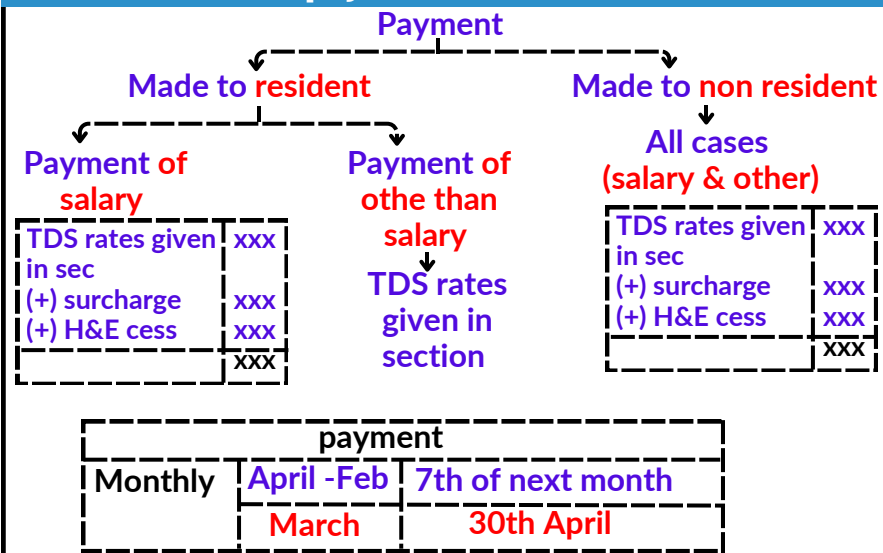 Payment
Made to resident
Made to non resident
Payment of
salary
Payment of
othe than
salary
All cases
(salary & other)
TDS rates given xxx
in sec
(+) surcharge xxx
(+) H&E cess xxx
xxx
TDS rates
given in
section
TDS rates given xxx
in sec
(+) surcharge xxx
(+) H&E cess xxx
xxx
payment
Monthly April -Feb 7th of next month
March 30th April